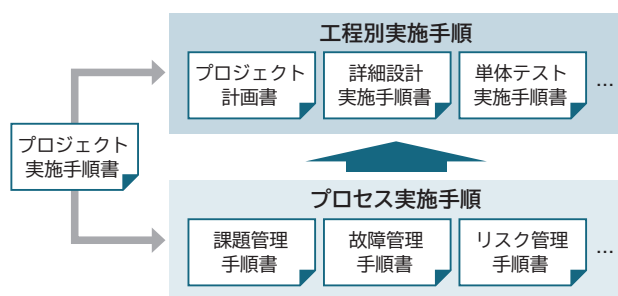 工程別実施手順
プロジェクト
計画書
詳細設計
実施手順書
単体テスト
実施手順書
…
プロジェクト
実施手順書
プロセス実施手順
課題管理
手順書
故障管理
手順書
リスク管理
手順書
…